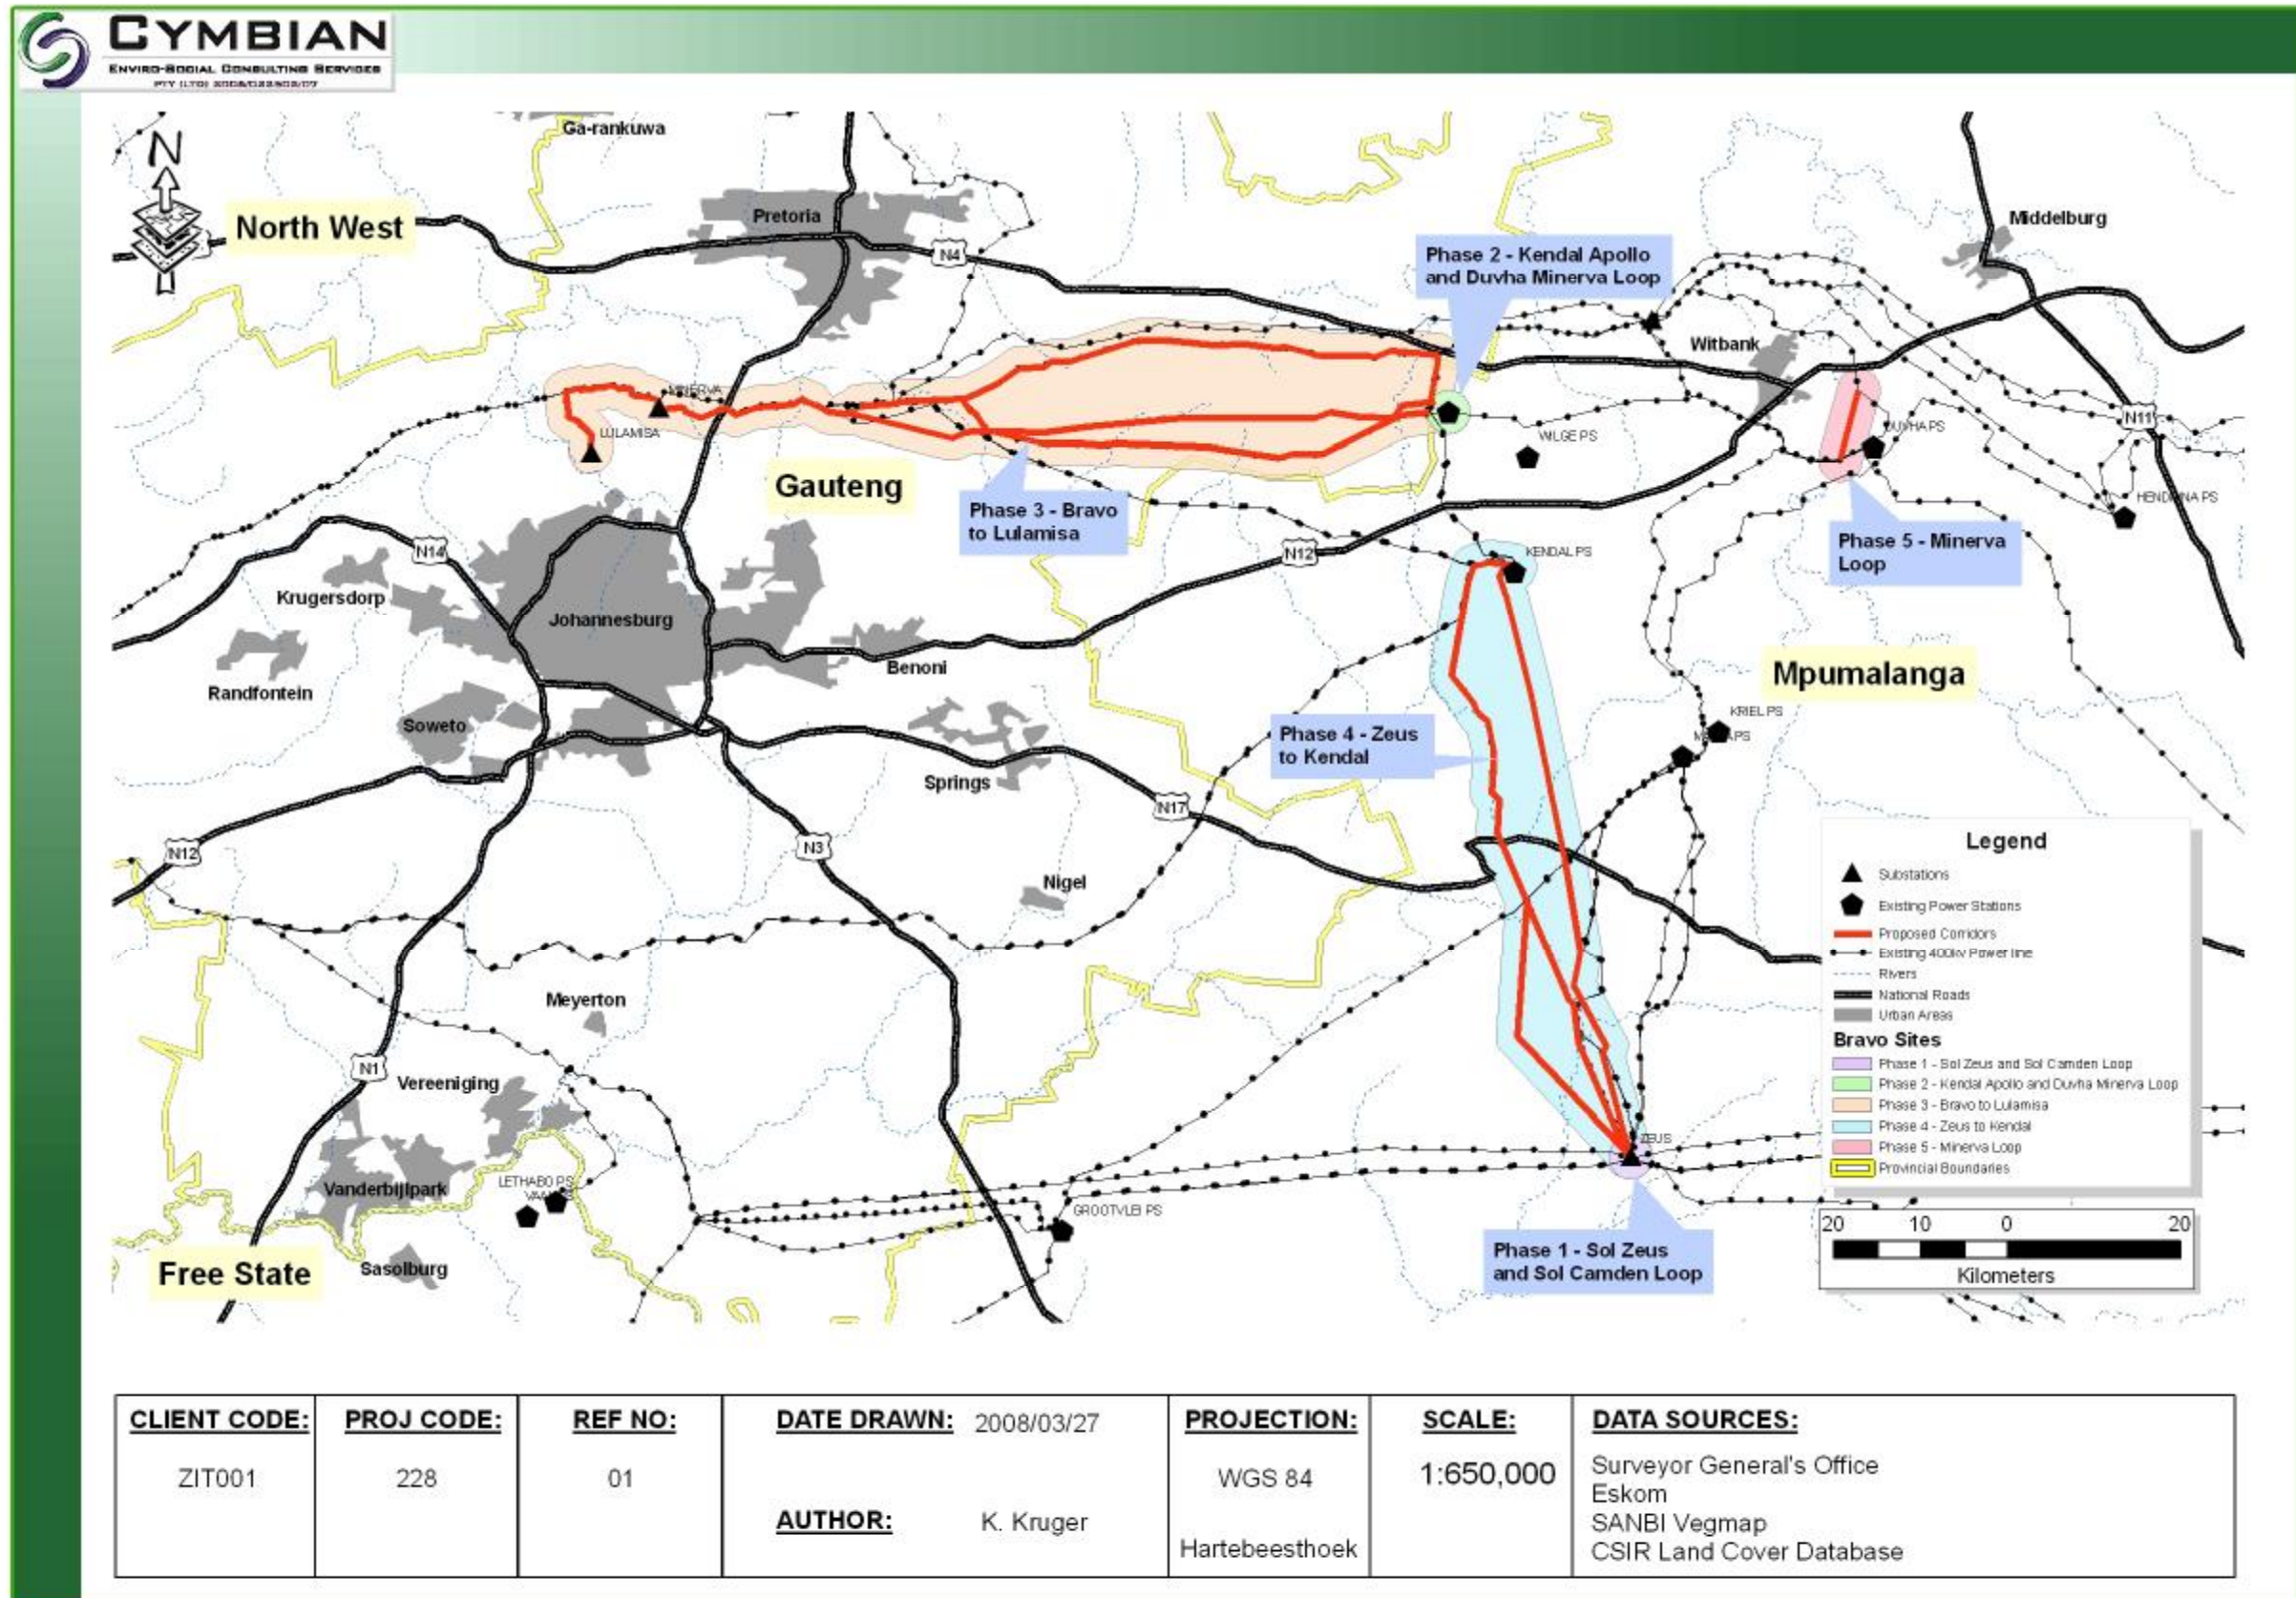 CYMBIAN
ENVIRO-SOCIAL CONSULTING SERVICES
Ga-rankuwa
N
North West
Pretoria
N4
Middelburg
Phase 2 - Kendal Apollo
and Duvha Minerva Loop
Witbank
MINERVA
LULAMISA
N11
WILGE PS
DUVHA PS
Gauteng
HENDRINA PS
Phase 3 - Bravo
to Lulamisa
Phase 5 - Minerva
Loop
N14
N12
KENDAL PS
Krugersdorp
Johannesburg
Benoni
Mpumalanga
Randfontein
Soweto
KRIEL PS
Phase 4 - Zeus
to Kendal
Springs
N17
N12
N3
Nigel
Meyerton
N1
Vereeniging
ZEUS
Vanderbijlpark
LETHABO PS
GROOTVLEI PS
Free State
Sasolburg
Phase 1 - Sol Zeus
and Sol Camden Loop
Legend
Substations
Existing Power Stations
Proposed Corridors
Existing 400kv Power line
Rivers
National Roads
Urban Areas
Bravo Sites
Phase 1 - Sol Zeus and Sol Camden Loop
Phase 2 - Kendal Apollo and Duvha Minerva Loop
Phase 3 - Bravo to Lulamisa
Phase 4 - Zeus to Kendal
Phase 5 - Minerva Loop
Provincial Boundaries
20 10 0 20
Kilometers
CLIENT CODE:
ZIT001
PROJ CODE:
228
REF NO:
01
DATE DRAWN: 2008/03/27
AUTHOR: K. Kruger
PROJECTION:
WGS 84
Hartebeesthoek
SCALE:
1:650,000
DATA SOURCES:
Surveyor General's Office
Eskom
SANBI Vegmap
CSIR Land Cover Database